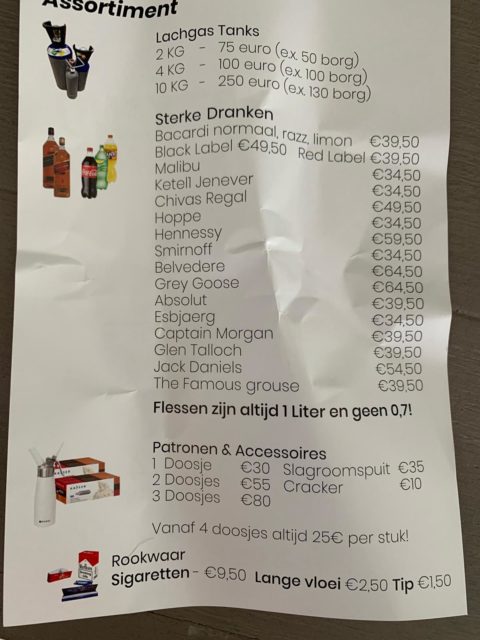 Assortiment
Lachgas Tanks
2 KG - 75 euro (e.x. 50 borg)
4 KG - 100 euro (e.x. 100 borg)
10 KG - 250 euro (e.x. 130 borg)
Sterke Dranken
Bacardi normaal, razz, limon €39,50
Black Label €49,50 Red Label €39,50
Malibu €34,50
Ketell Jenever €34,50
Chivas Regal €49,50
Hoppe €34,50
Hennessy €59,50
Smirnoff €34,50
Belvedere €64,50
Grey Goose €64,50
Absolut €39,50
Esbjaerg €34,50
Captain Morgan €39,50
Glen Talloch €39,50
Jack Daniels €54,50
The Famous grouse €39,50
Flessen zijn altijd 1 Liter en geen 0,7!
Patronen & Accessoires
1 Doosje €30 Slagroomspuit €35
2 Doosjes €55 Cracker €10
3 Doosjes €80
Vanaf 4 doosjes altijd 25€ per stuk!
Rookwaar
Sigaretten - €9,50 Lange vloei €2,50 Tip €1,50